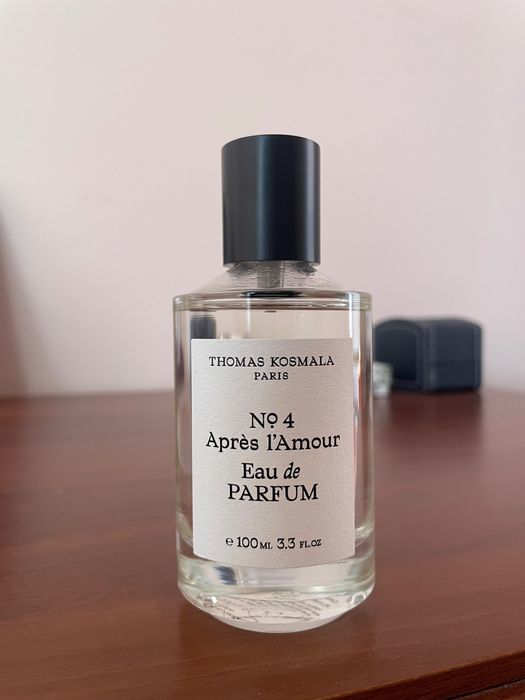 THOMAS KOSMALA
PARIS
Nº 4
Après l'Amour
Eau de
PARFUM
℮ 100 ML 3.3 FL.OZ